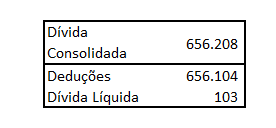 Dívida
Consolidada 656.208
Deduções 656.104
Dívida Líquida 103